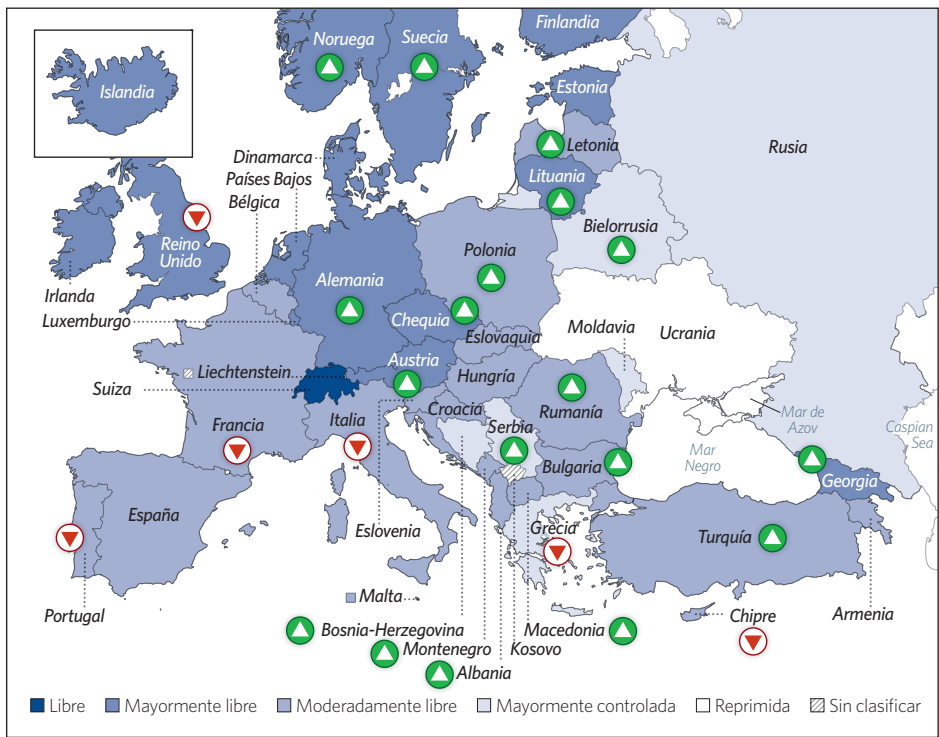 Islandia
Noruega
Suecia
Finlandia
Estonia
Rusia
Letonia
Dinamarca
Países Bajos
Bélgica
Lituania
Bielorrusia
Reino
Unido
Polonia
Alemania
Irlanda
Luxemburgo
Chequia
Moldavia
Ucrania
Eslovaquia
Austria
Liechtenstein
Suiza
Hungría
Croacia
Rumanía
Mar de
Azov
Caspian
Sea
Francia
Italia
Serbia
Mar
Negro
Bulgaria
Georgia
España
Eslovenia
Grecia
Turquía
Malta
Portugal
Chipre
Armenia
Bosnia-Herzegovina
Macedonia
Montenegro
Kosovo
Albania
Libre
Mayormente libre
Moderadamente libre
Mayormente controlada
Reprimida
Sin clasificar